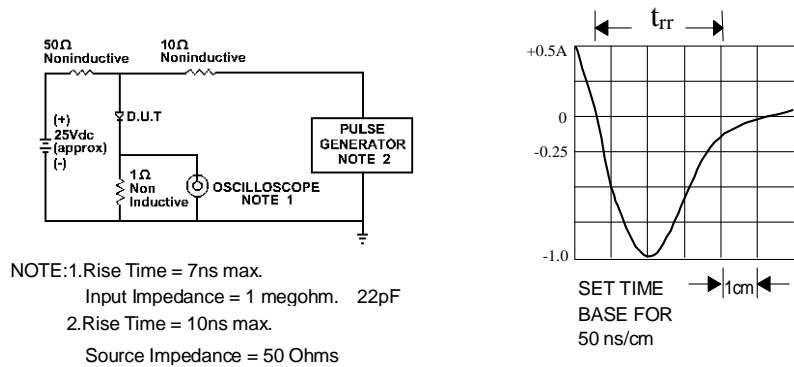 50Ω
Noninductive
10Ω
Noninductive
(+)
25Vdc
(approx)
(-)
D.U.T
1Ω
Non
Inductive
OSCILLOSCOPE
NOTE 1
PULSE
GENERATOR
NOTE 2
NOTE:1.Rise Time = 7ns max.
Input Impedance = 1 megohm. 22pF
2.Rise Time = 10ns max.
Source Impedance = 50 Ohms
trr
+0.5A
0
-0.25
-1.0
1cm
SET TIME
BASE FOR
50 ns/cm